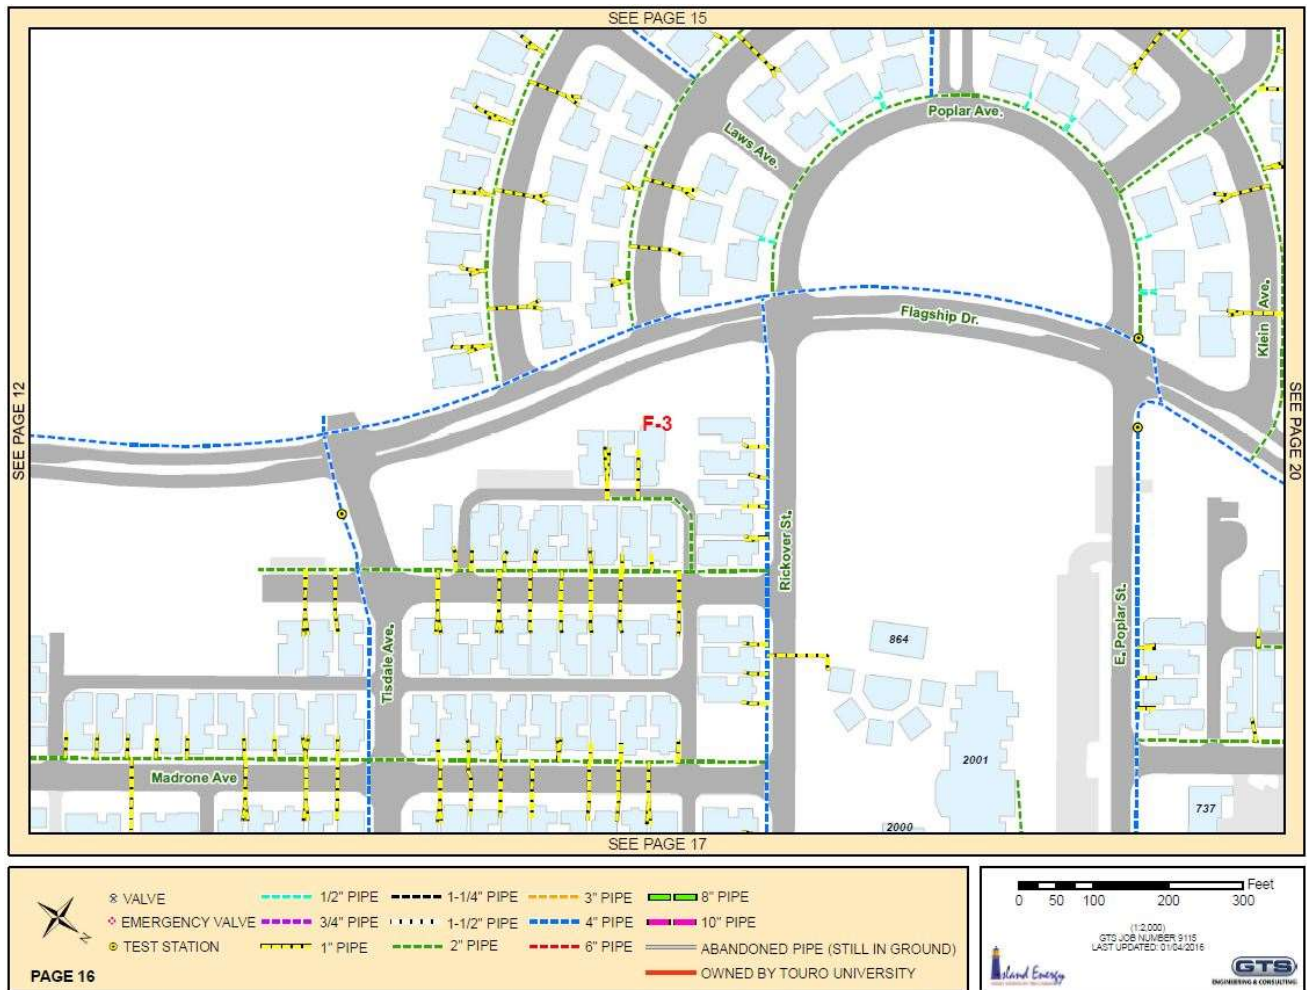 SEE PAGE 15
Poplar Ave.
Laws Ave.
Klein Ave.
Flagship Dr.
SEE PAGE 12
SEE PAGE 20
F-3
Rickover St.
E. Poplar St.
Tisdale Ave.
864
2001
Madrone Ave
737
2000
SEE PAGE 17
VALVE
EMERGENCY VALVE
TEST STATION
1/2" PIPE
3/4" PIPE
1" PIPE
1-1/4" PIPE
1-1/2" PIPE
2" PIPE
3" PIPE
4" PIPE
6" PIPE
8" PIPE
10" PIPE
ABANDONED PIPE (STILL IN GROUND)
OWNED BY TOURO UNIVERSITY
N
PAGE 16
Feet
0 50 100 200 300
(1:2,000)
GTS JOB NUMBER 9115
LAST UPDATED: 01/04/2016
Island Energy
GTS
ENGINEERING & CONSULTING